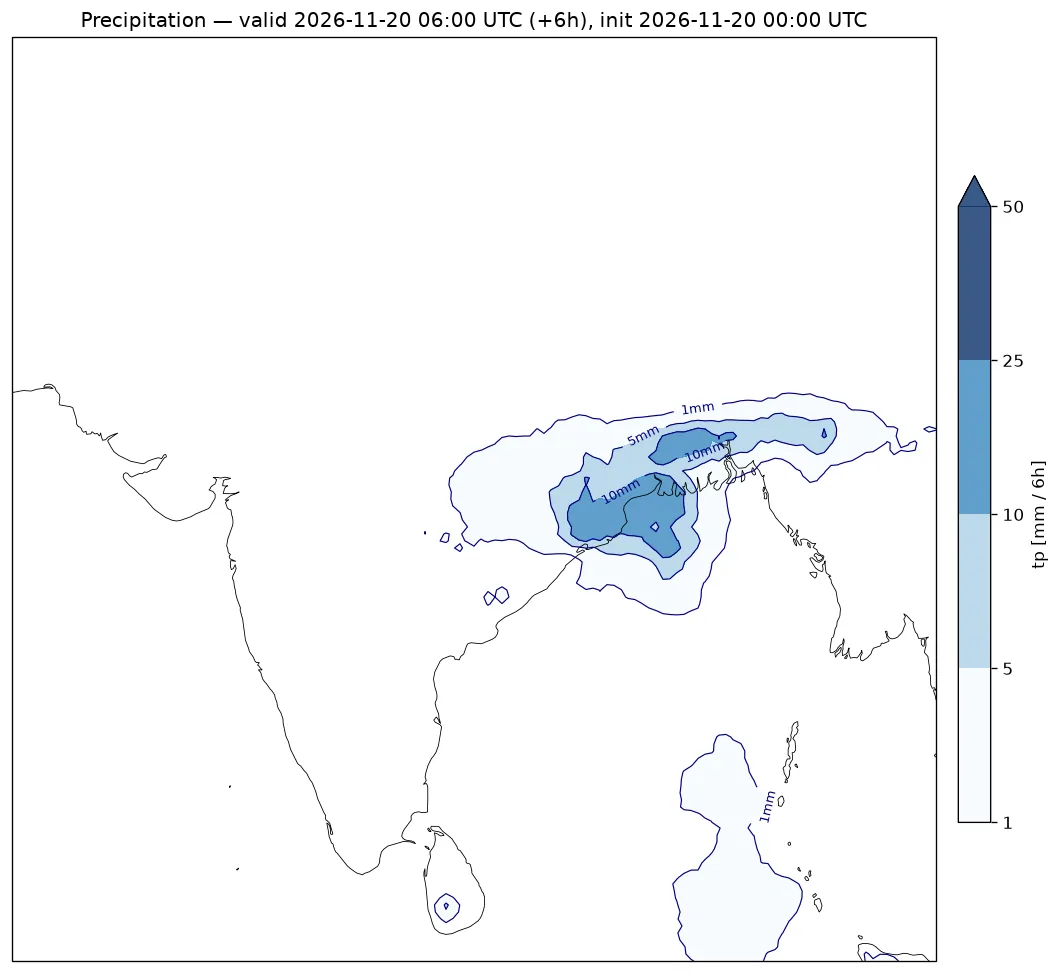 Precipitation — valid 2026-11-20 06:00 UTC (+6h), init 2026-11-20 00:00 UTC
50
25
10
5
1
tp [mm / 6h]
1mm
5mm
10mm
10mm
1mm